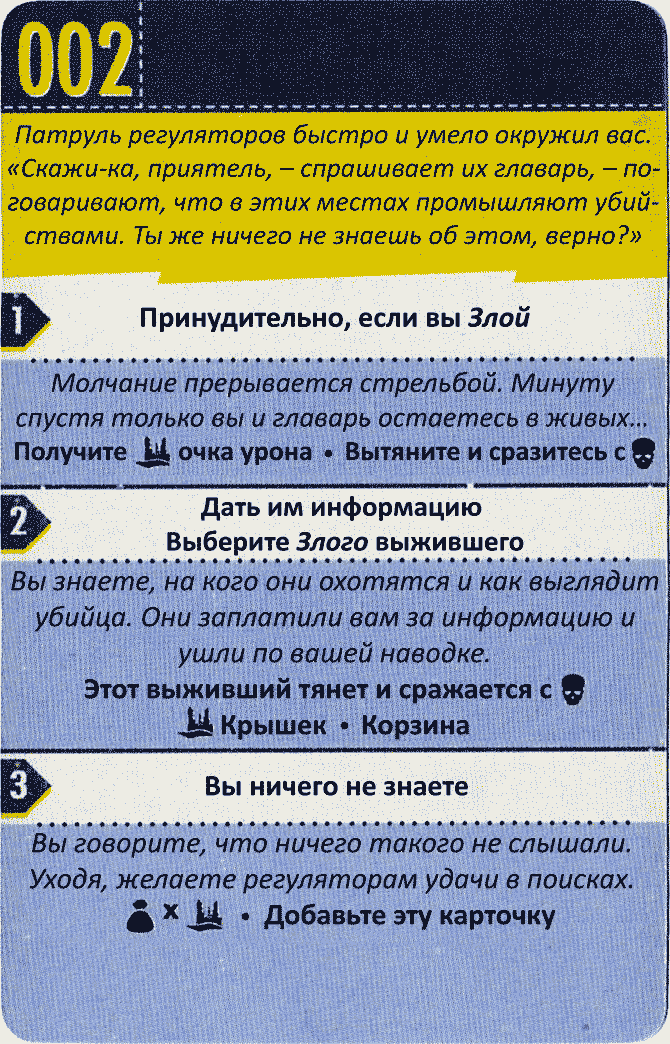 002
Патруль регуляторов быстро и умело окружил вас.
«Скажи-ка, приятель, – спрашивает их главарь, – по-
говаривают, что в этих местах промышляют убий-
ствами. Ты же ничего не знаешь об этом, верно?»
1
Принудительно, если вы Злой
Молчание прерывается стрельбой. Минуту
спустя только вы и главарь остаетесь в живых...
Получите очка урона • Вытяните и сразитесь с
2
Дать им информацию
Выберите Злого выжившего
Вы знаете, на кого они охотятся и как выглядит
убийца. Они заплатили вам за информацию и
ушли по вашей наводке.
Этот выживший тянет и сражается с
Крышек • Корзина
3
Вы ничего не знаете
Вы говорите, что ничего такого не слышали.
Уходя, желаете регуляторам удачи в поисках.
x • Добавьте эту карточку